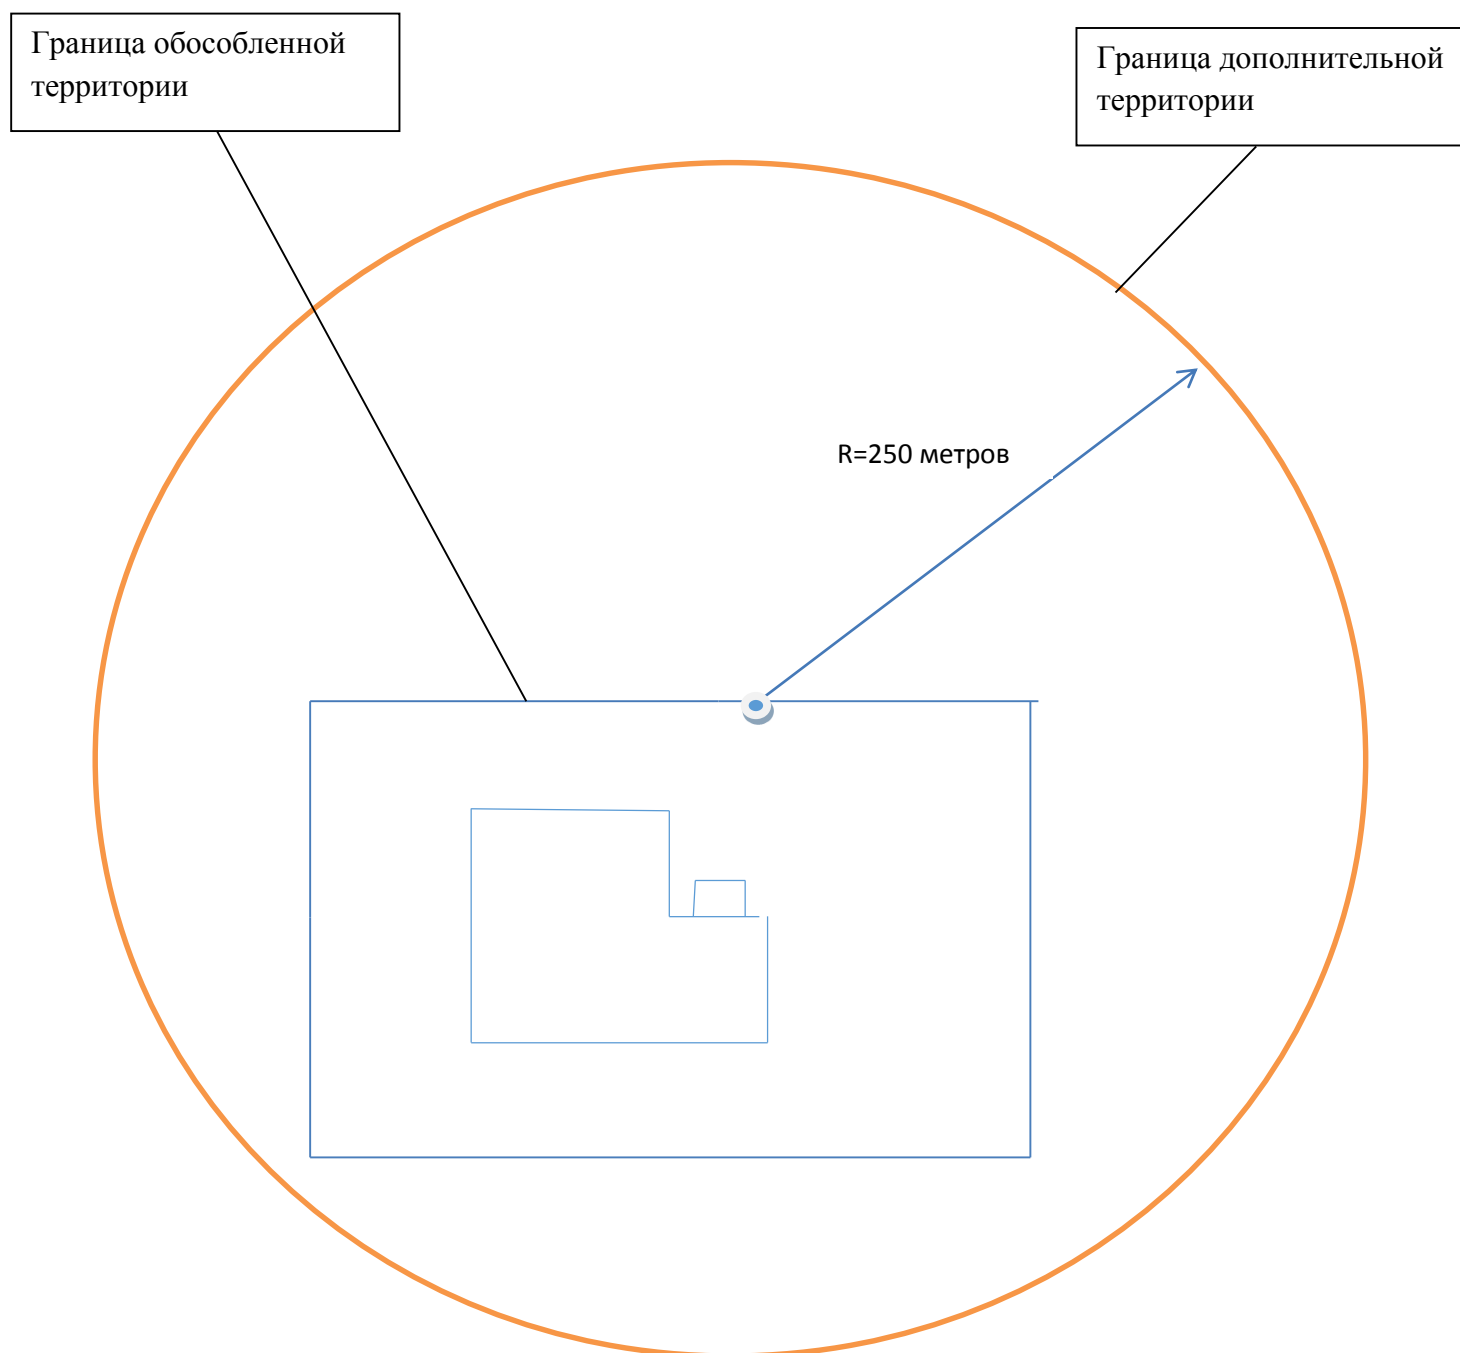 Граница обособленной
территории
Граница дополнительной
территории
R=250 метров